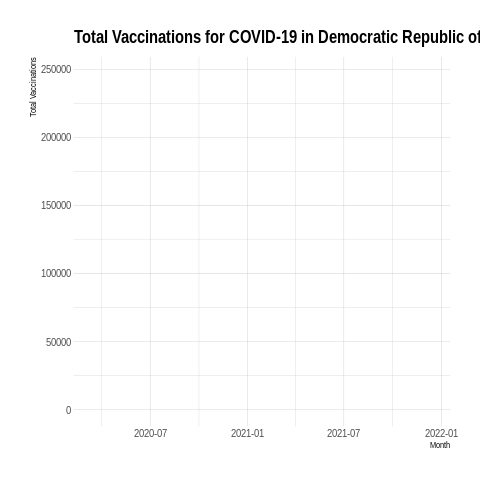 Total Vaccinations for COVID-19 in Democratic Republic of
Total Vaccinations
250000
200000
150000
100000
50000
0
2020-07 2021-01 2021-07 2022-01
Month